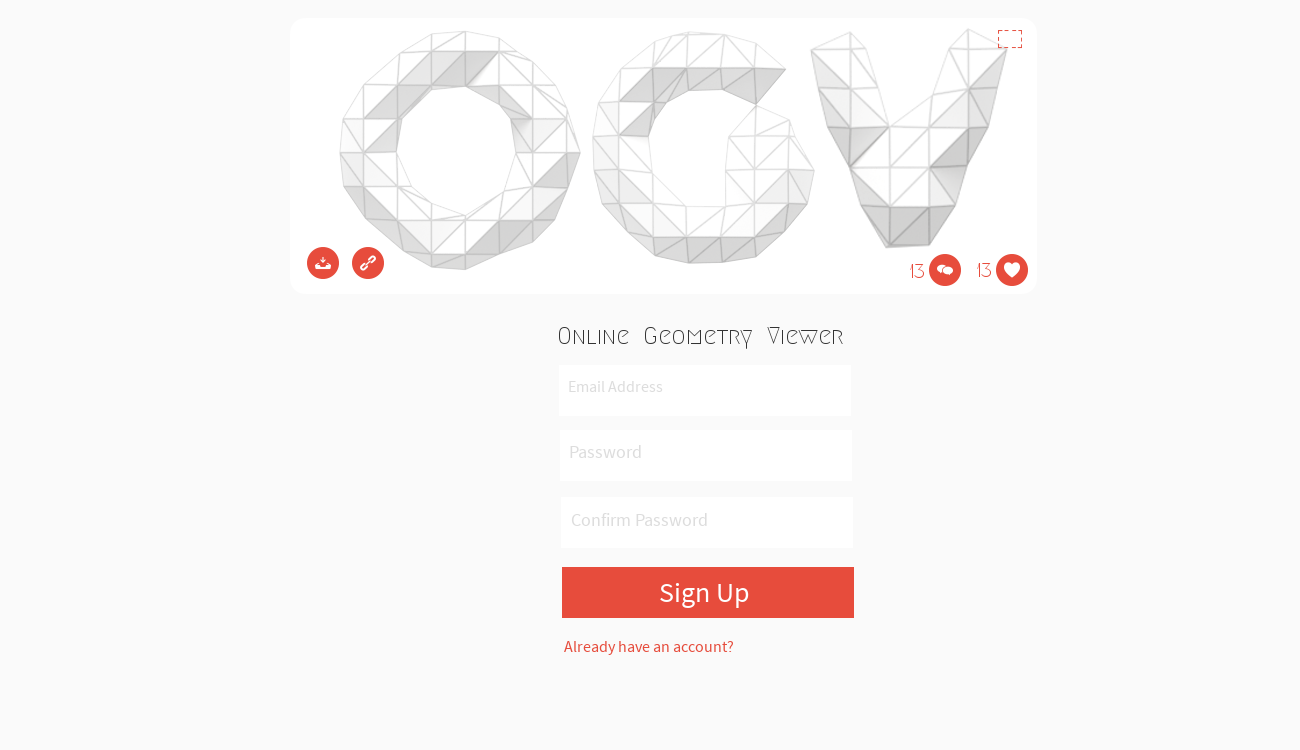 OGV
13 13
Online Geometry Viewer
Email Address
Password
Confirm Password
Sign Up
Already have an account?